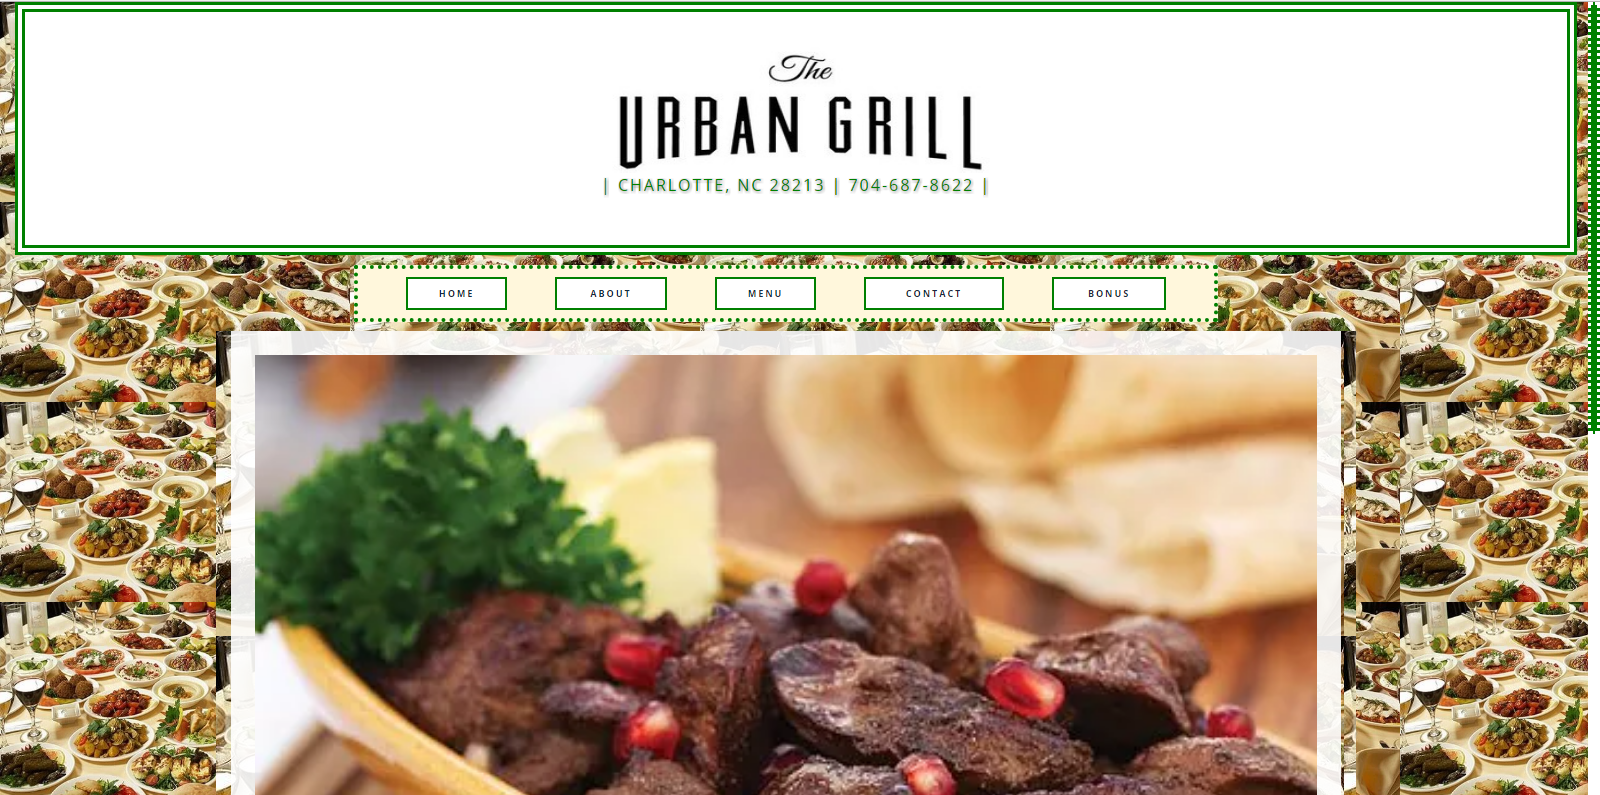 The
URBAN GRILL
| CHARLOTTE, NC 28213 | 704-687-8622 |
HOME ABOUT MENU CONTACT BONUS